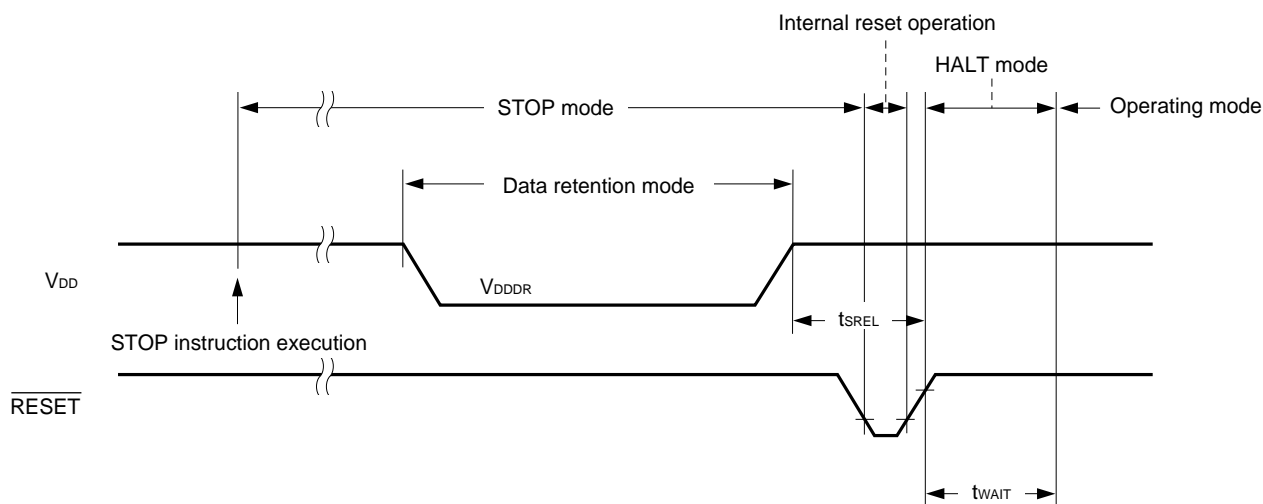 Internal reset operation
HALT mode
STOP mode
Operating mode
Data retention mode
VDD
VDDDR
tSREL
STOP instruction execution
RESET
tWAIT